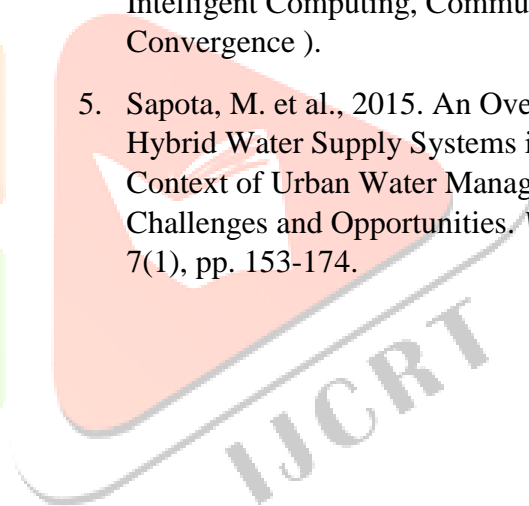 Intelligent Computing, Commu
Convergence ).
5. Sapota, M. et al., 2015. An Ove
Hybrid Water Supply Systems i
Context of Urban Water Manag
Challenges and Opportunities.
7(1), pp. 153-174.
IJCRT